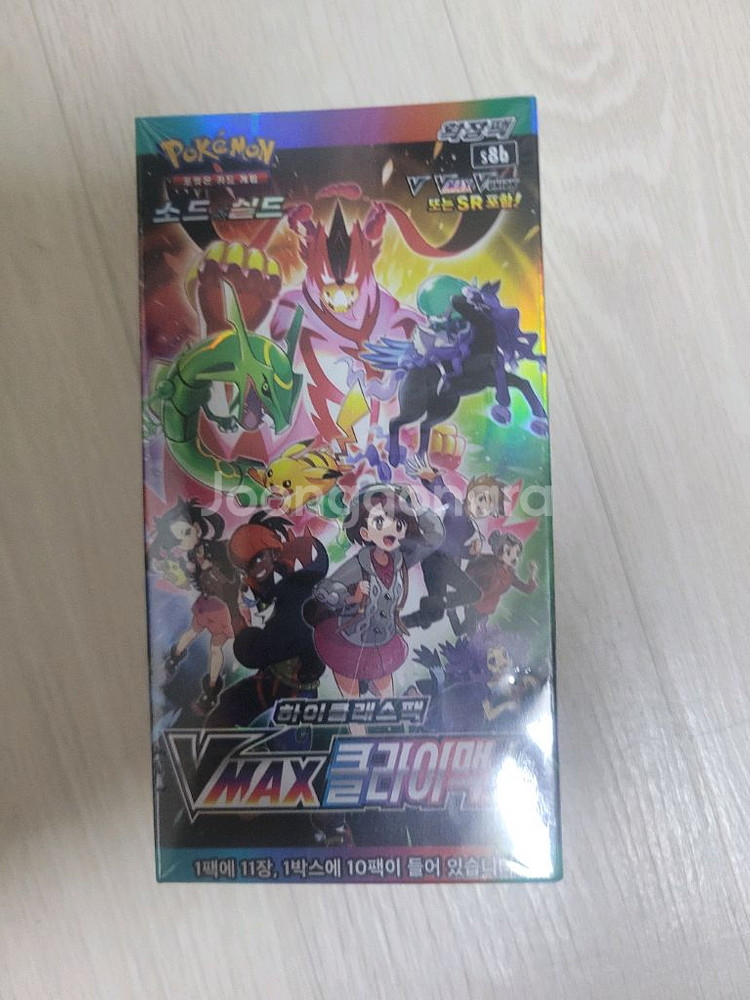 POKÉMON
포켓몬 카드 게임
소드&실드
확장팩
s8b
V VMAX V-UNION
또는 SR 포함!
Joongonara
하이클래스팩
VMAX 클라이맥
1팩에 11장, 1박스에 10팩이 들어 있습니다